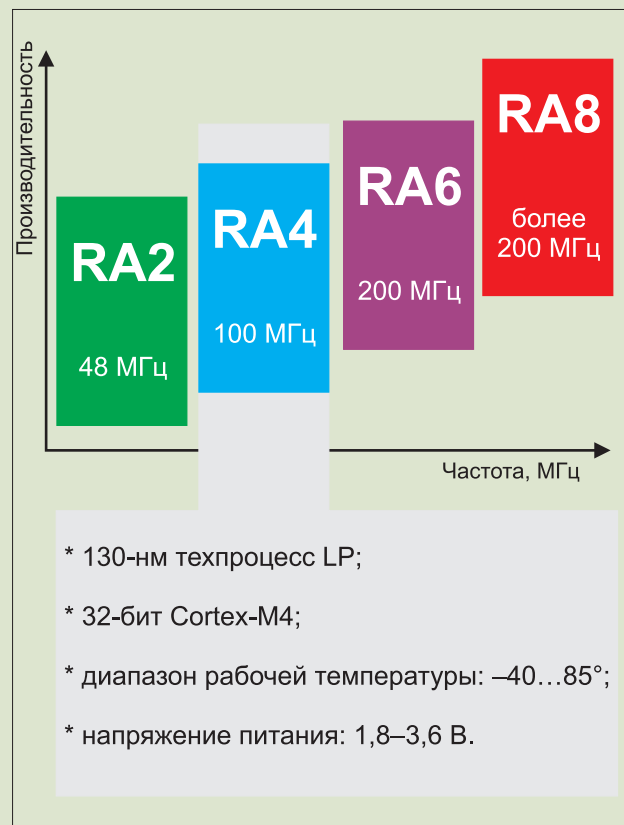 Производительность
RA2
48 МГц
RA4
100 МГц
RA6
200 МГц
RA8
более
200 МГц
Частота, МГц
* 130-нм техпроцесс LP;
* 32-бит Cortex-M4;
* диапазон рабочей температуры: –40…85°;
* напряжение питания: 1,8–3,6 В.